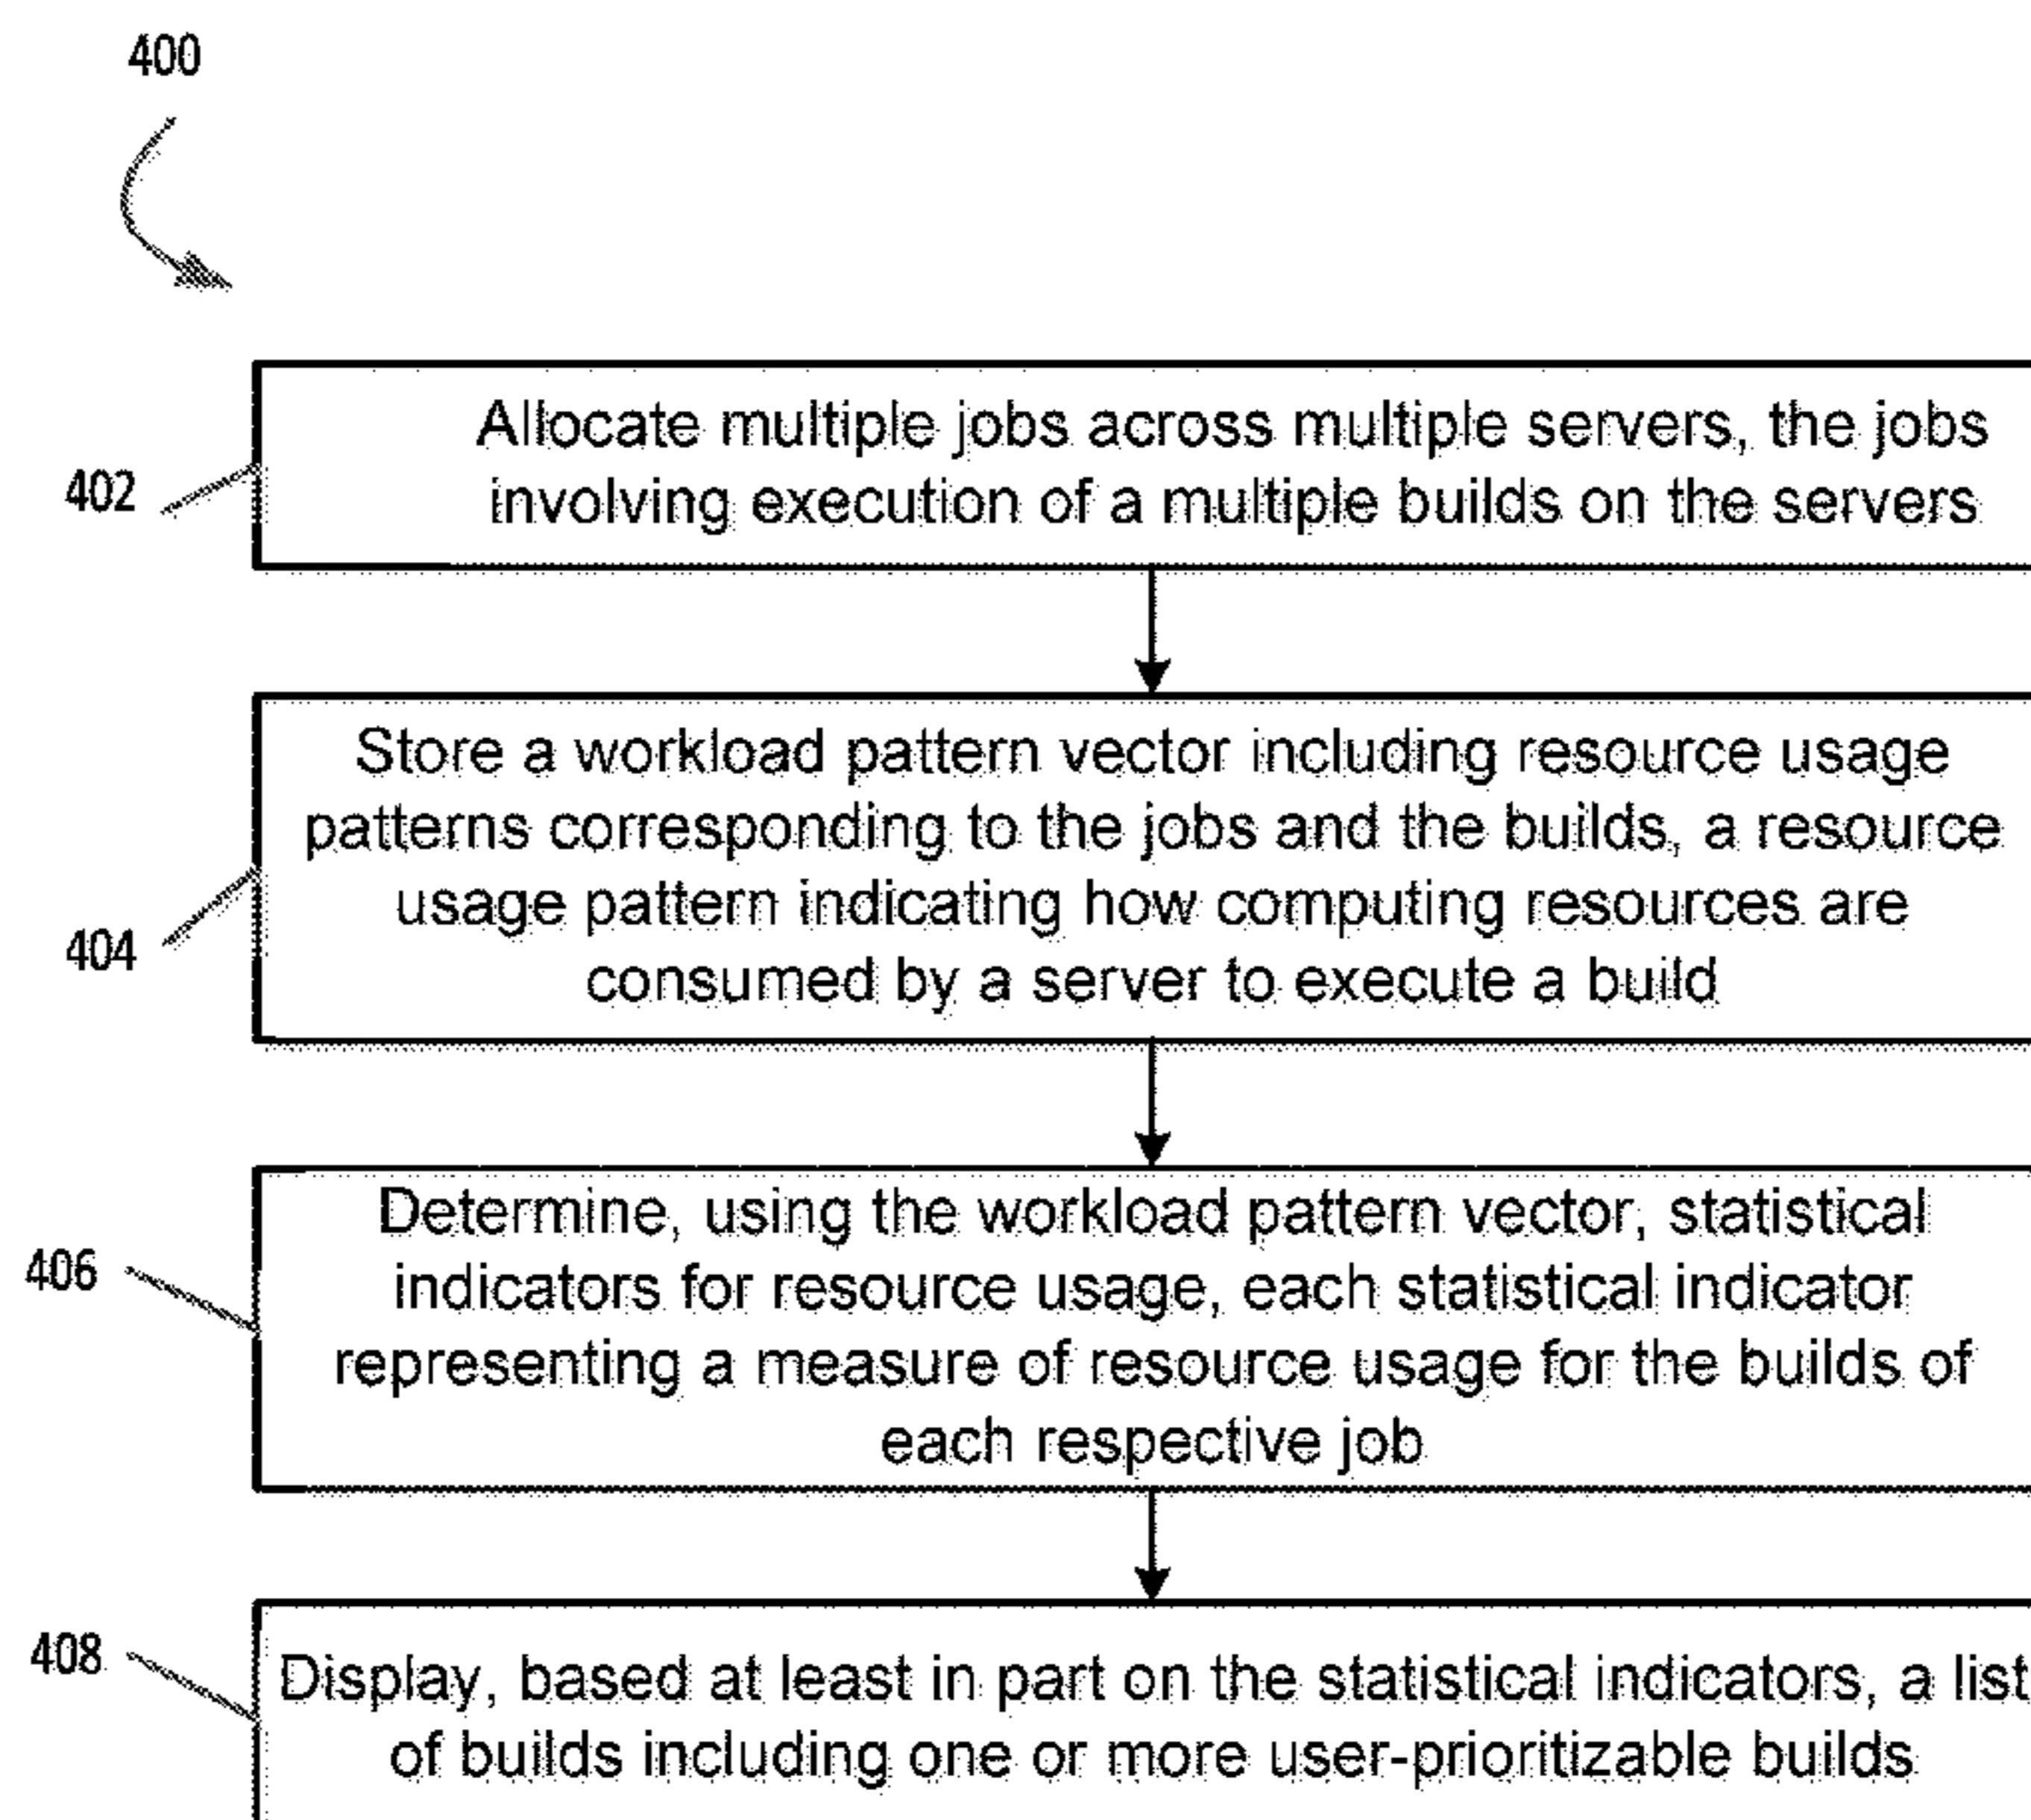 400
Allocate multiple jobs across multiple servers, the jobs
402
involving execution of a multiple builds on the servers
Store a workload pattern vector including resource usage
patterns corresponding to the jobs and the builds, a resource
usage pattern indicating how computing resources are
404
consumed by a server to execute a build
Determine, using the workload pattern vector, statistical
406
indicators for resource usage, each statistical indicator
representing a measure of resource usage for the builds of
each respective job
408
Display, based at least in part on the statistical indicators, a list
of builds including one or more user-prioritizable builds